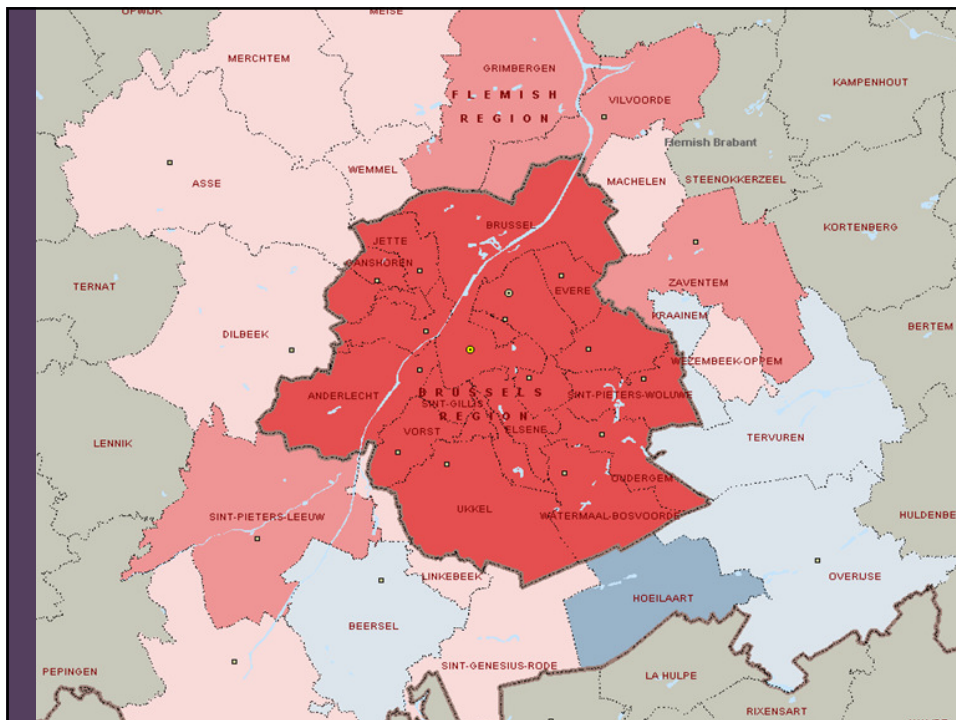 OPWIJK
MEISE
MERCHTEM
GRIMBERGEN
KAMPENHOUT
FLEMISH
REGION
VILVOORDE
Flemish Brabant
WEMMEL
ASSE
MACHELEN
STEENOKKERZEEL
BRUSSEL
KORTENBERG
JETTE
GANSHOREN
TERNAT
ZAVENTEM
EVERE
KRAAINEM
BERTEM
DILBEEK
WEZEMBEEK-OPPEM
ANDERLECHT
BRUSSELS
REGION
SINT-GILLIS
SINT-PIETERS-WOLUWE
VORST
ELSENE
TERVUREN
LENNIK
OUDERGEM
UKKEL
SINT-PIETERS-LEEUW
WATERMAAL-BOSVOORDE
HULDENBE
LINKEBEEK
OVERIJSE
HOEILAART
BEERSEL
SINT-GENESIUS-RODE
PEPINGEN
LA HULPE
RIXENSART